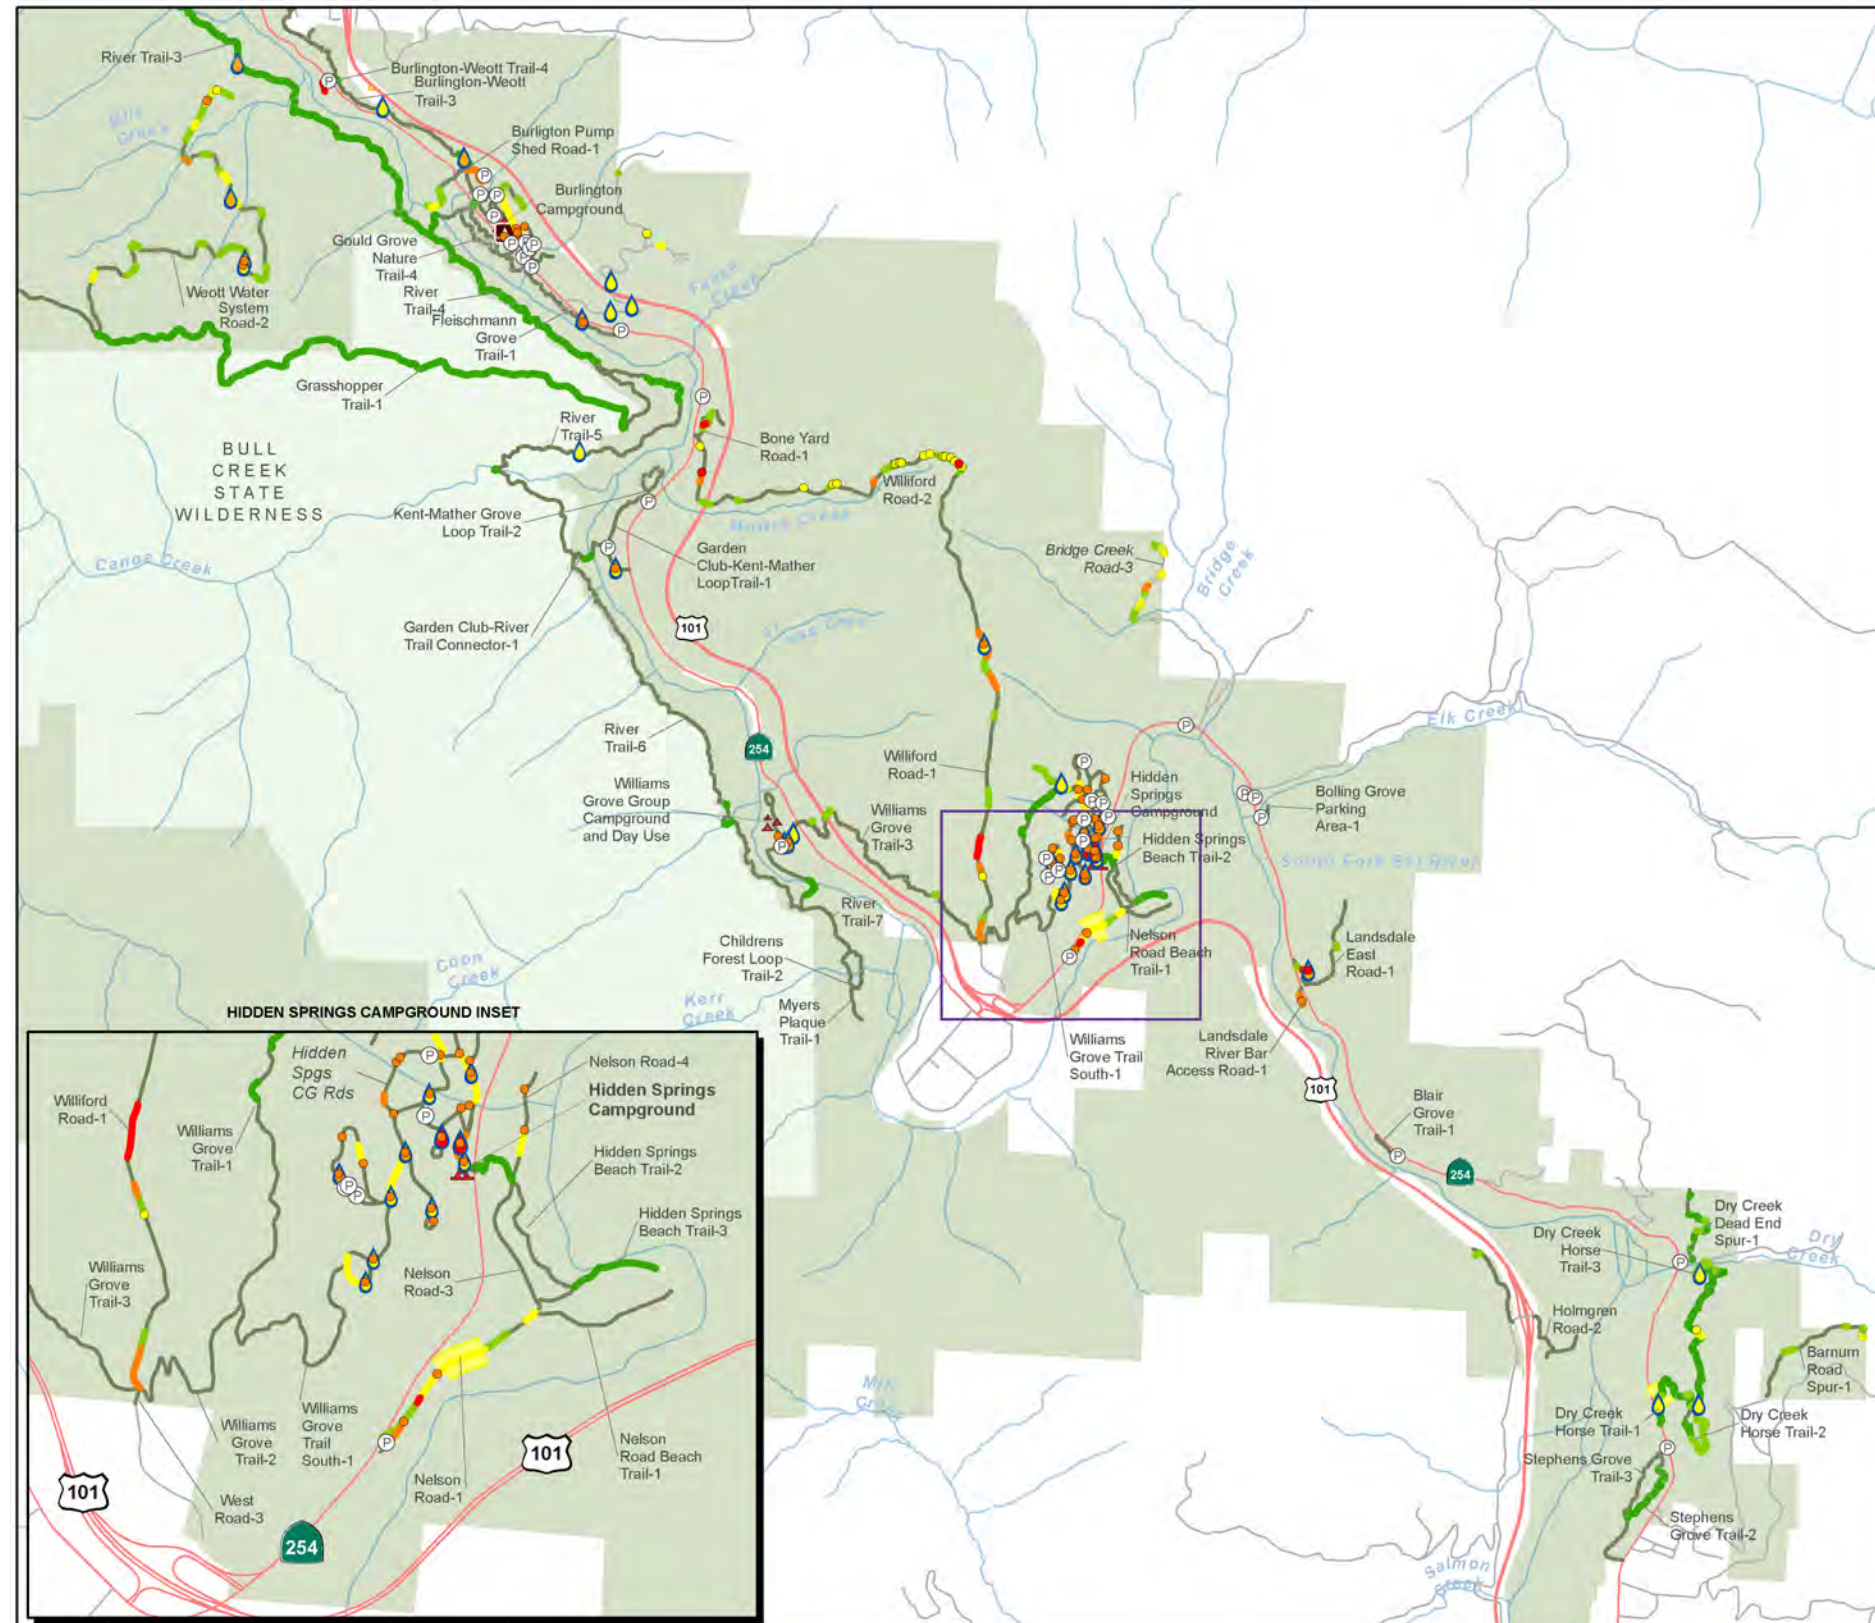 River Trail-3
Burlington-Weott Trail-4
Burlington-Weott
Trail-3
Burligton Pump
Shed Road-1
Burlington
Campground
Gould Grove
Nature
Trail-4
River
Trail-4
Fleischmann
Grove
Trail-1
Weott Water
System
Road-2
Grasshopper
Trail-1
BULL
CREEK
STATE
WILDERNESS
River
Trail-5
Bone Yard
Road-1
Williford
Road-2
Kent-Mather Grove
Loop Trail-2
Canoe Creek
Garden
Club-Kent-Mather
LoopTrail-1
Bridge Creek
Road-3
Bridge
Creek
Garden Club-River
Trail Connector-1
101
River
Trail-6
254
Elk Creek
Williford
Road-1
Williams
Grove Group
Campground
and Day Use
Williams
Grove
Trail-3
Hidden
Springs
Campground
Bolling Grove
Parking
Area-1
Hidden Springs
Beach Trail-2
South Fork Eel River
River
Trail-7
Childrens
Forest Loop
Trail-2
Nelson
Road Beach
Trail-1
Landsdale
East
Road-1
Coon
Creek
Kerr
Creek
Myers
Plaque
Trail-1
Williams
Grove Trail
South-1
Landsdale
River Bar
Access Road-1
101
Blair
Grove
Trail-1
254
Dry Creek
Dead End
Spur-1
Dry Creek
Horse
Trail-3
Dry
Creek
Holmgren
Road-2
Barnum
Road
Spur-1
Dry Creek
Horse Trail-1
Dry Creek
Horse Trail-2
Stephens Grove
Trail-3
Stephens
Grove Trail-2
Salmon
Creek
HIDDEN SPRINGS CAMPGROUND INSET
Hidden
Spgs
CG Rds
Nelson Road-4
Hidden Springs
Campground
Williford
Road-1
Williams
Grove
Trail-1
Hidden Springs
Beach Trail-2
Hidden Springs
Beach Trail-3
Nelson
Road-3
Williams
Grove
Trail-3
Williams
Grove
Trail-2
Williams
Grove
Trail
South-1
Nelson
Road-1
Nelson
Road Beach
Trail-1
West
Road-3
101
101
254